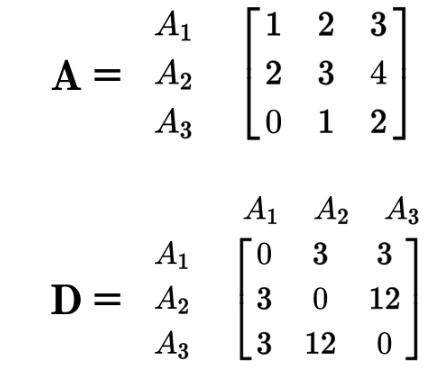 A₁ 1 2 3
A = A₂ 2 3 4
A₃ 0 1 2
A₁ A₂ A₃
A₁ 0 3 3
D = A₂ 3 0 12
A₃ 3 12 0